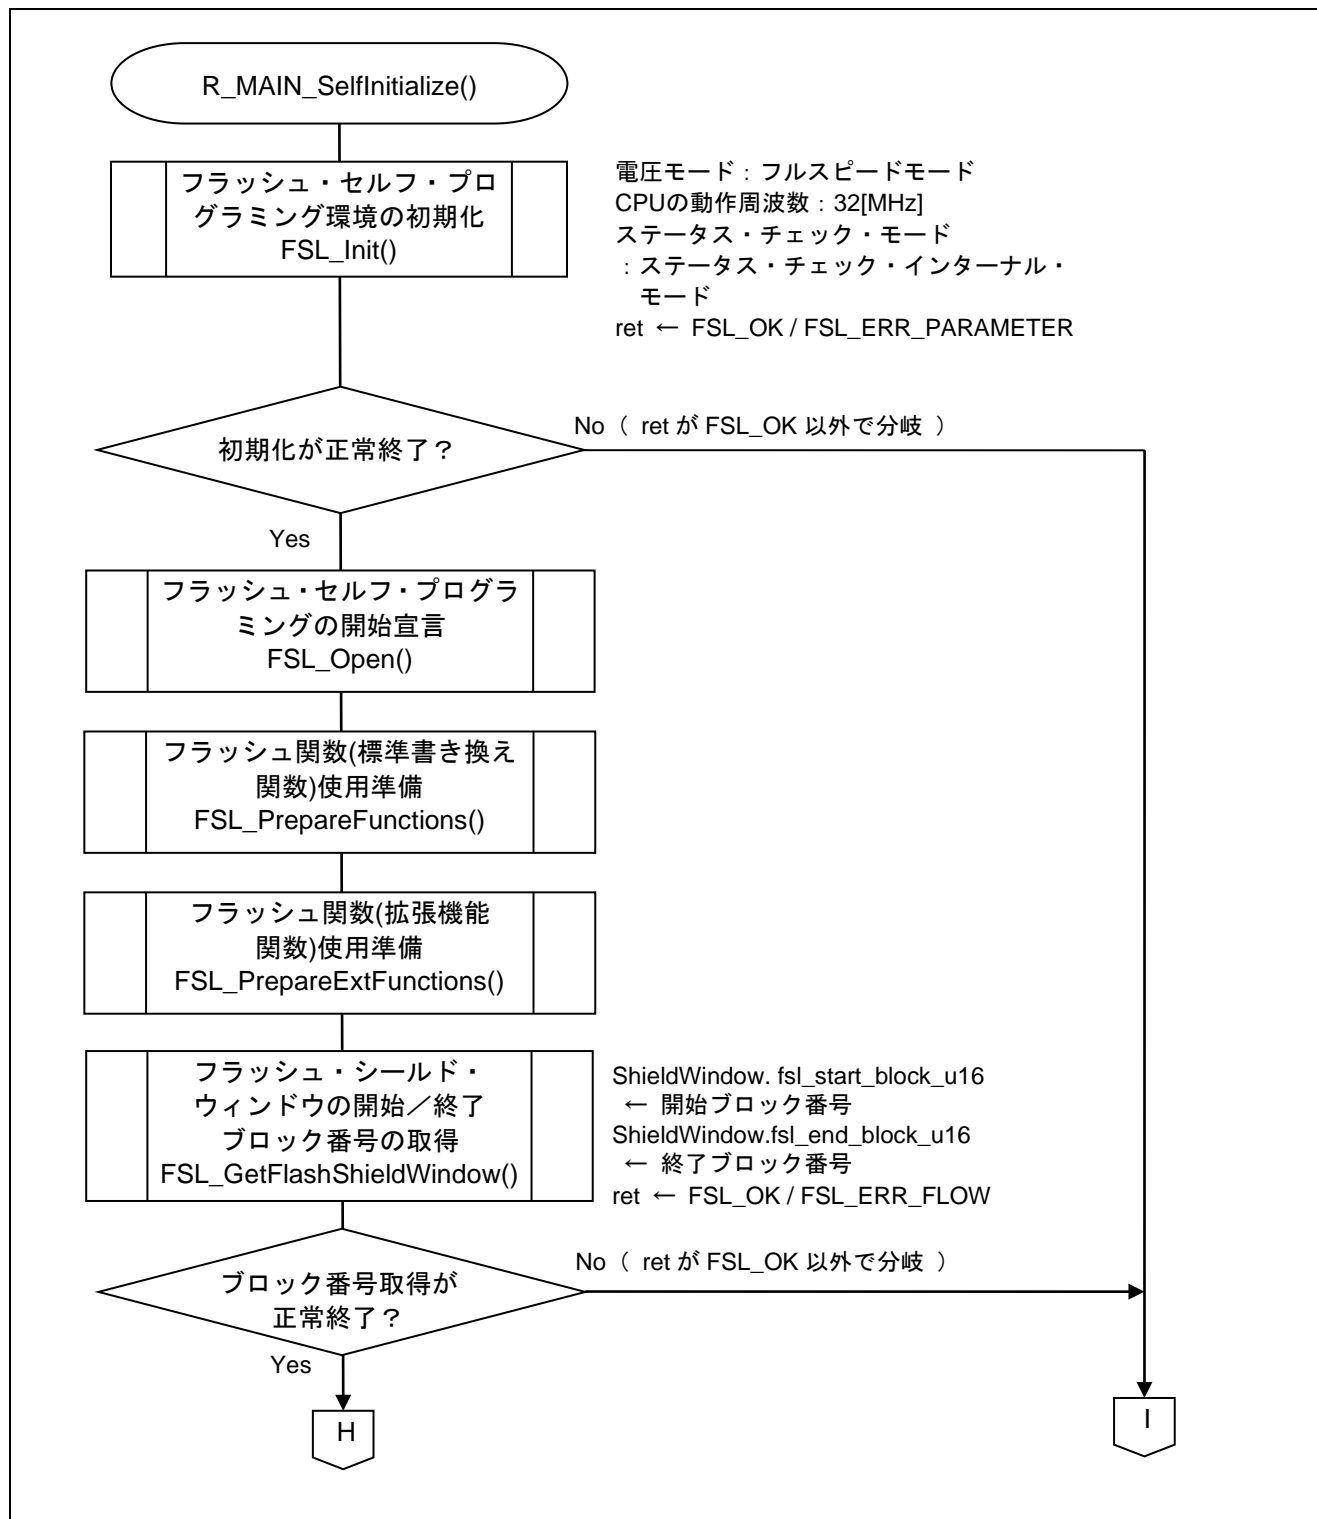 R_MAIN_SelfInitialize()
フラッシュ・セルフ・プロ
グラミング環境の初期化
FSL_Init()
電圧モード：フルスピードモード
CPUの動作周波数：32[MHz]
ステータス・チェック・モード
：ステータス・チェック・インターナル・
モード
ret ← FSL_OK / FSL_ERR_PARAMETER
初期化が正常終了？
No（ ret が FSL_OK 以外で分岐 ）
Yes
フラッシュ・セルフ・プログラ
ミングの開始宣言
FSL_Open()
フラッシュ関数(標準書き換え
関数)使用準備
FSL_PrepareFunctions()
フラッシュ関数(拡張機能
関数)使用準備
FSL_PrepareExtFunctions()
フラッシュ・シールド・
ウィンドウの開始／終了
ブロック番号の取得
FSL_GetFlashShieldWindow()
ShieldWindow. fsl_start_block_u16
← 開始ブロック番号
ShieldWindow.fsl_end_block_u16
← 終了ブロック番号
ret ← FSL_OK / FSL_ERR_FLOW
ブロック番号取得が
正常終了？
No（ ret が FSL_OK 以外で分岐 ）
Yes
H
I